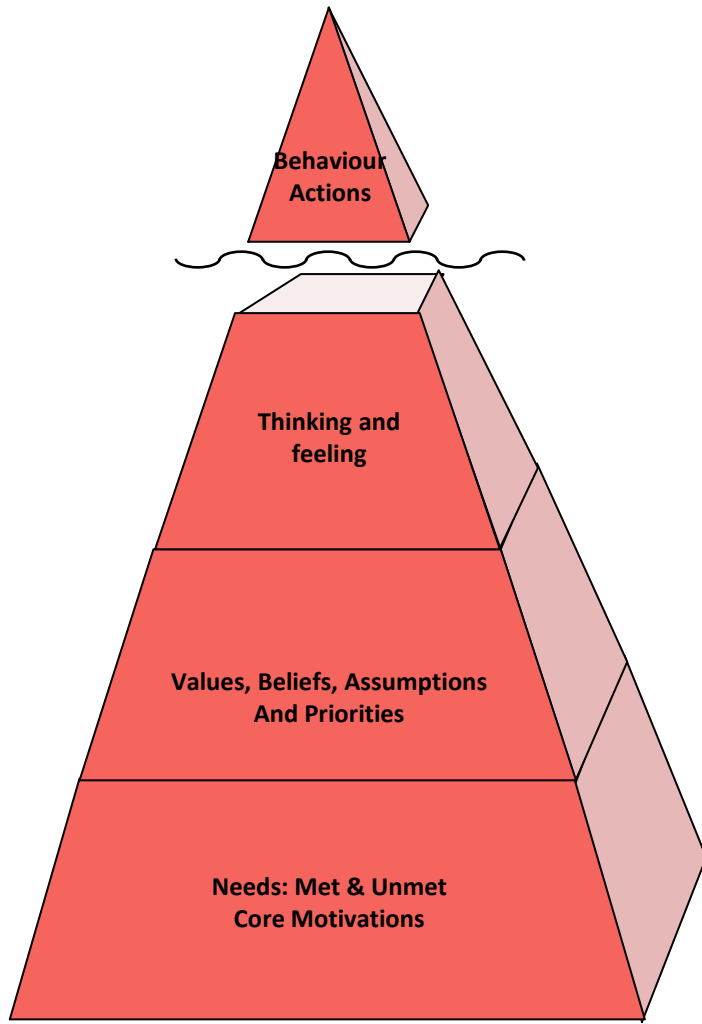 Behaviour
Actions
Thinking and
feeling
Values, Beliefs, Assumptions
And Priorities
Needs: Met & Unmet
Core Motivations